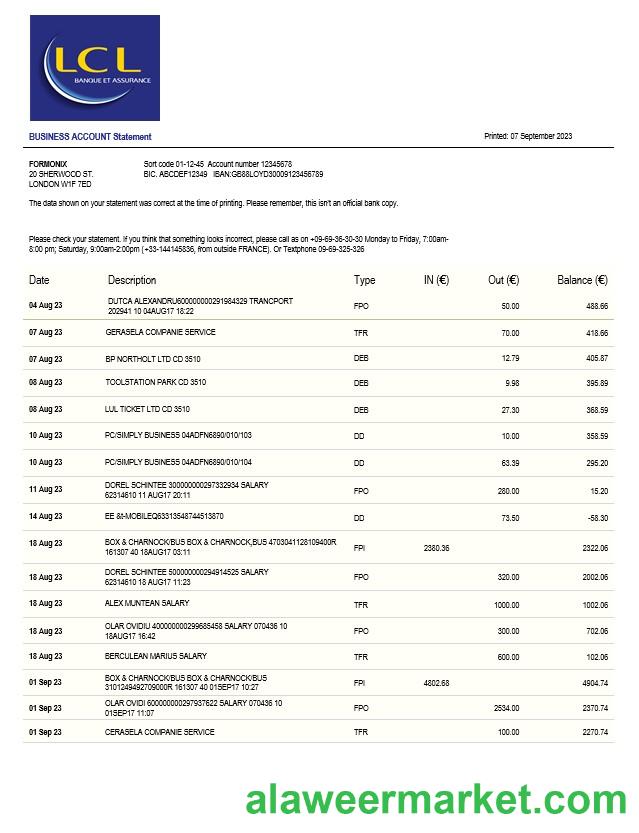 LCL
BANQUE ET ASSURANCE
BUSINESS ACCOUNT Statement
Printed: 07 September 2023
FORMONIX
Sort code 01-12-45 Account number 12345678
20 SHERWOOD ST.
BIC. ABCDEF12349 IBAN:GB88LOYD30009123456789
LONDON W1F 7ED
The data shown on your statement was correct at the time of printing. Please remember, this isn't an official bank copy.
Please check your statement. If you think that something looks incorrect, please call as on +09-69-36-30-30 Monday to Friday, 7:00am-
8:00 pm; Saturday, 9:00am-2:00pm (+33-144145836, from outside FRANCE). Or Textphone 09-69-325-326
Date Description Type IN (€) Out (€) Balance (€)
04 Aug 23 DUTCA ALEXANDRU600000000291984329 TRANCPORT FPO 50.00 488.66
202941 10 04AUG17 18:22
07 Aug 23 GERASELA COMPANIE SERVICE TFR 70.00 418.66
07 Aug 23 BP NORTHOLT LTD CD 3510 DEB 12.79 405.87
08 Aug 23 TOOLSTATION PARK CD 3510 DEB 9.98 395.89
08 Aug 23 LUL TICKET LTD CD 3510 DEB 27.30 368.59
10 Aug 23 PC/SIMPLY BUSINESS 04ADFN6890/010/103 DD 10.00 358.59
10 Aug 23 PC/SIMPLY BUSINESS 04ADFN6890/010/104 DD 63.39 295.20
11 Aug 23 DOREL SCHINTEE 300000000297332934 SALARY FPO 280.00 15.20
62314610 11 AUG17 20:11
14 Aug 23 EE &t-MOBILEQ63313548744513870 DD 73.50 -58.30
18 Aug 23 BOX & CHARNOCK/BUS BOX & CHARNOCK,BUS 4703041128109400R FPI 2380.36 2322.06
161307 40 18AUG17 03:11
18 Aug 23 DOREL SCHINTEE 500000000294914525 SALARY FPO 320.00 2002.06
62314610 18 AUG17 11:23
18 Aug 23 ALEX MUNTEAN SALARY TFR 1000.00 1002.06
18 Aug 23 OLAR OVIDIU 400000000299685458 SALARY 070436 10 FPO 300.00 702.06
18AUG17 16:42
18 Aug 23 BERCULEAN MARIUS SALARY TFR 600.00 102.06
01 Sep 23 BOX & CHARNOCK/BUS BOX & CHARNOCK/BUS FPI 4802.68 4904.74
3101249492709000R 161307 40 01SEP17 10:27
01 Sep 23 OLAR OVIDI 600000000297937622 SALARY 070436 10 FPO 2534.00 2370.74
01SEP17 11:07
01 Sep 23 CERASELA COMPANIE SERVICE TFR 100.00 2270.74
alaweermarket.com